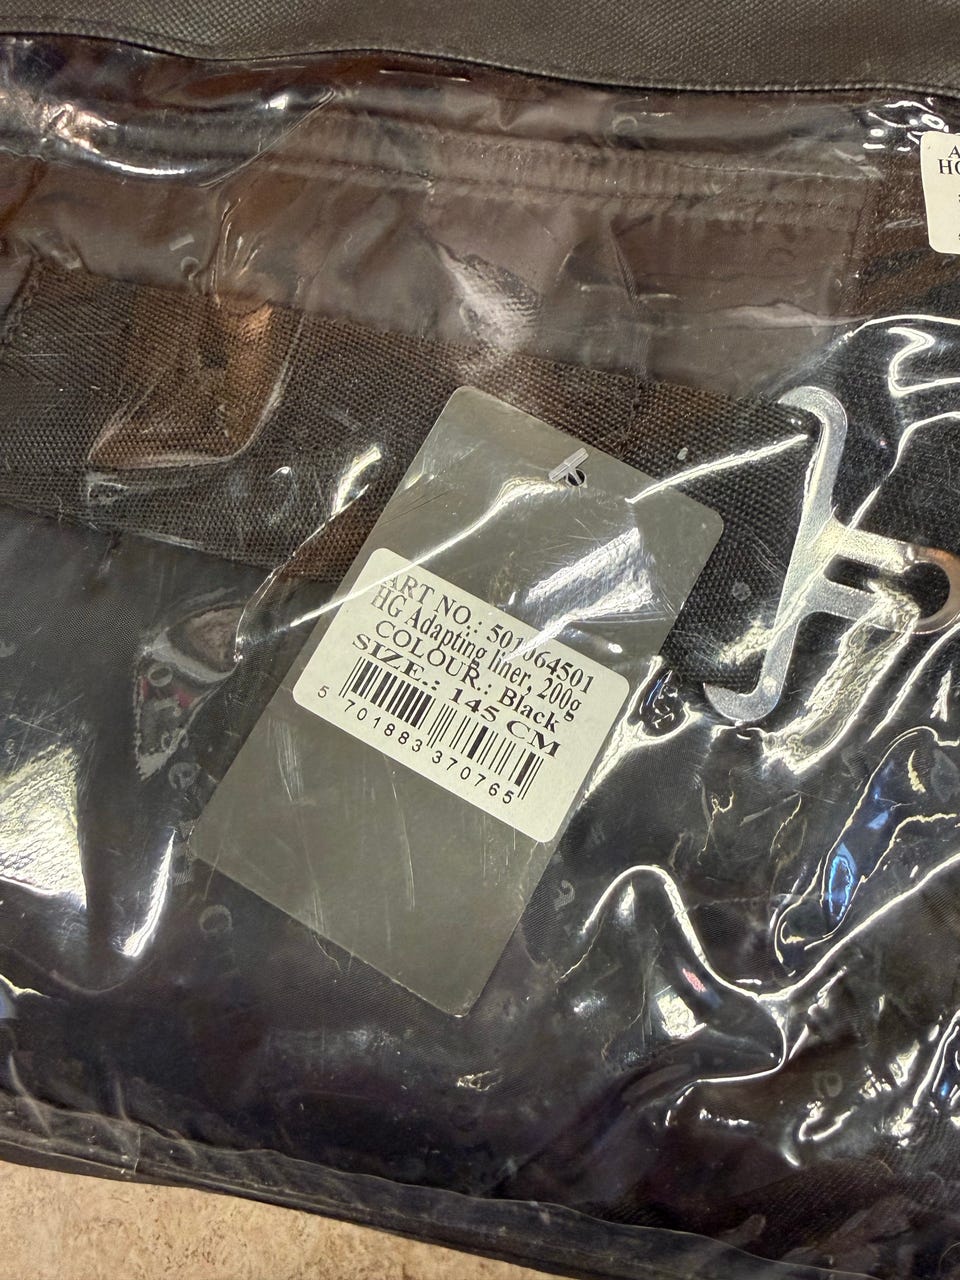 ART NO.: 501064501
HG Adapting liner, 200g
COLOUR.: Black
SIZE.: 145 CM
5 701883 370765